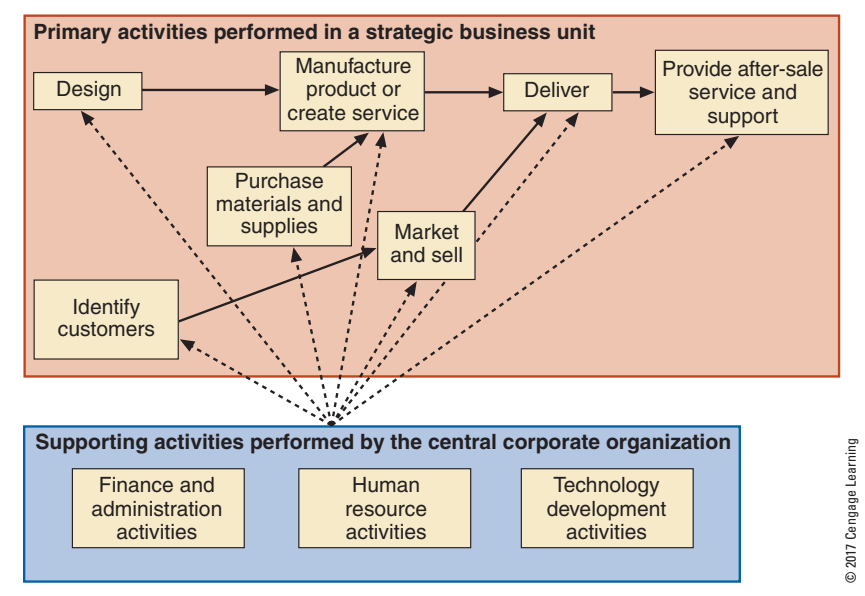 Primary activities performed in a strategic business unit
Design
Manufacture
product or
create service
Deliver
Provide after-sale
service and
support
Purchase
materials and
supplies
Market
and sell
Identify
customers
Supporting activities performed by the central corporate organization
Finance and
administration
activities
Human
resource
activities
Technology
development
activities
© 2017 Cengage Learning